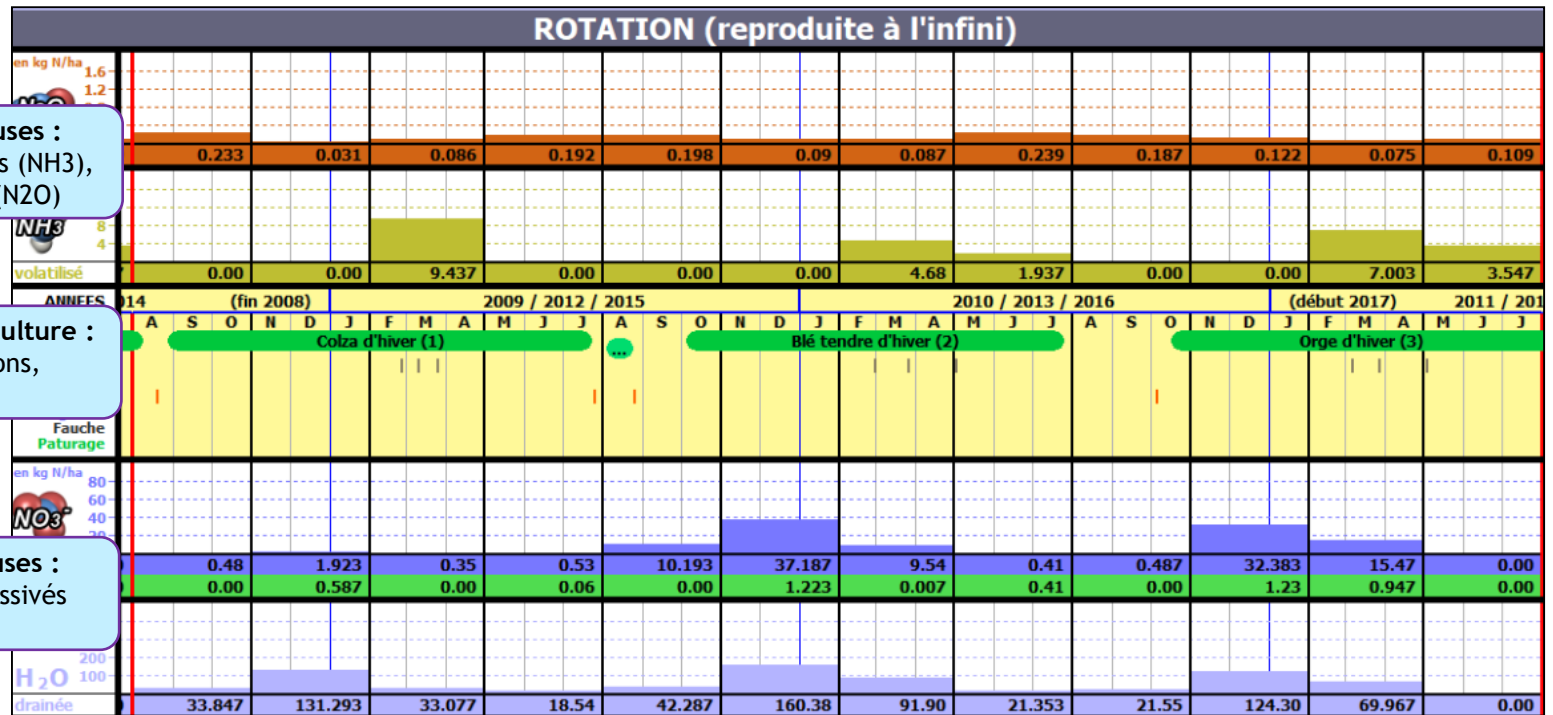 ROTATION (reproduite à l'infini)
en kg N/ha
1.6
1.2
uses :
s (NH3),
(N2O)
0.233 0.031 0.086 0.192 0.198 0.09 0.087 0.239 0.187 0.122 0.075 0.109
NH3
8
4
volatilisé 0.00 0.00 9.437 0.00 0.00 0.00 4.68 1.937 0.00 0.00 7.003 3.547
ANNEES 014 (fin 2008) 2009 / 2012 / 2015 2010 / 2013 / 2016 (début 2017) 2011 / 201
A S O N D J F M A M J J A S O N D J F M A M J J A S O N D J F M A M J J
ulture :
ons,
Colza d'hiver (1) ... Blé tendre d'hiver (2) Orge d'hiver (3)
Fauche
Paturage
en kg N/ha
80
60
40
20
NO3-
0.48 1.923 0.35 0.53 10.193 37.187 9.54 0.41 0.487 32.383 15.47 0.00
0.00 0.587 0.00 0.06 0.00 1.223 0.007 0.41 0.00 1.23 0.947 0.00
uses :
ssivés
200
100
H2O
drainée 33.847 131.293 33.077 18.54 42.287 160.38 91.90 21.353 21.55 124.30 69.967 0.00